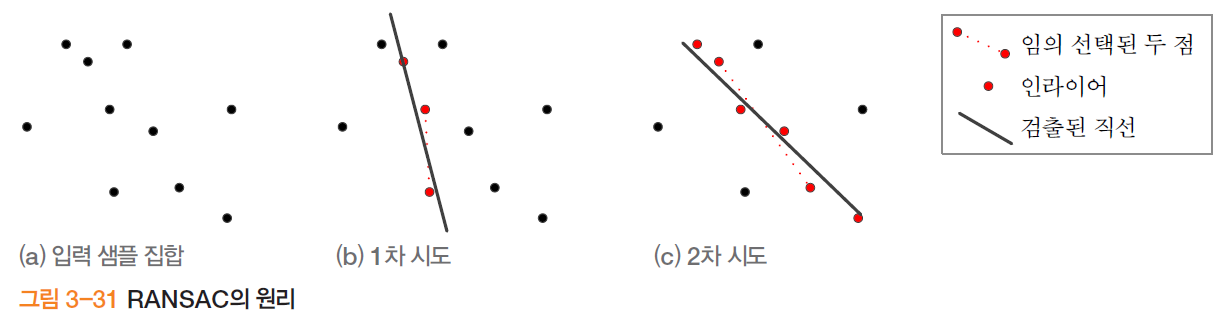 임의 선택된 두 점
인라이어
검출된 직선
(a) 입력 샘플 집합
(b) 1차 시도
(c) 2차 시도
그림 3-31 RANSAC의 원리